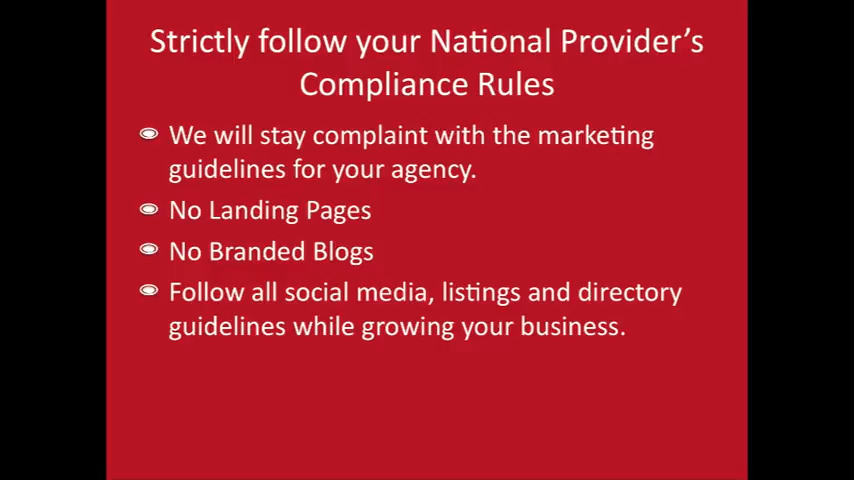 Strictly follow your National Provider's
Compliance Rules
We will stay complaint with the marketing
guidelines for your agency.
No Landing Pages
No Branded Blogs
Follow all social media, listings and directory
guidelines while growing your business.